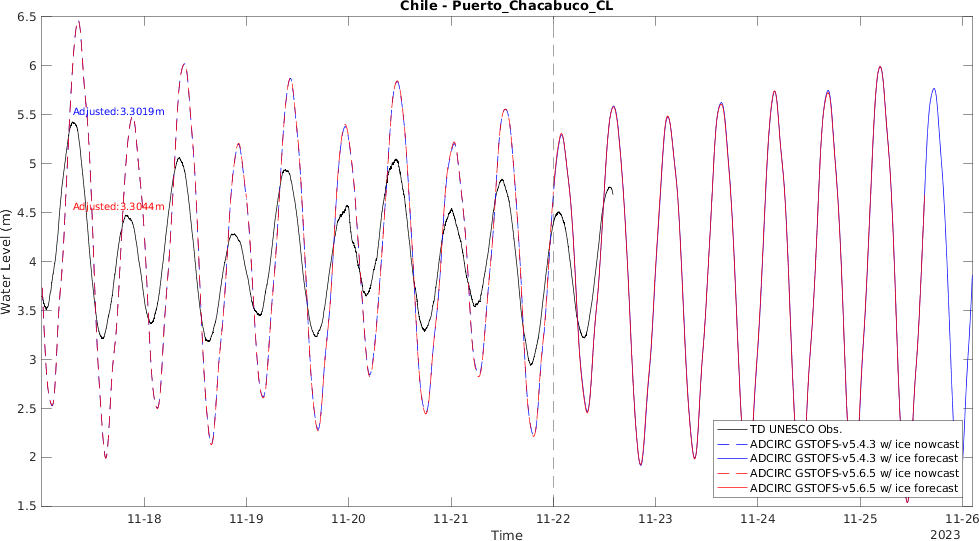 Chile - Puerto_Chacabuco_CL
6.5
6
5.5
5
4.5
4
3.5
3
2.5
2
1.5
Water Level (m)
Adjusted:3.3019m
Adjusted:3.3044m
TD UNESCO Obs.
ADCIRC GSTOFS-v5.4.3 w/ ice nowcast
ADCIRC GSTOFS-v5.4.3 w/ ice forecast
ADCIRC GSTOFS-v5.6.5 w/ ice nowcast
ADCIRC GSTOFS-v5.6.5 w/ ice forecast
11-18 11-19 11-20 11-21 11-22 11-23 11-24 11-25 11-26
2023
Time